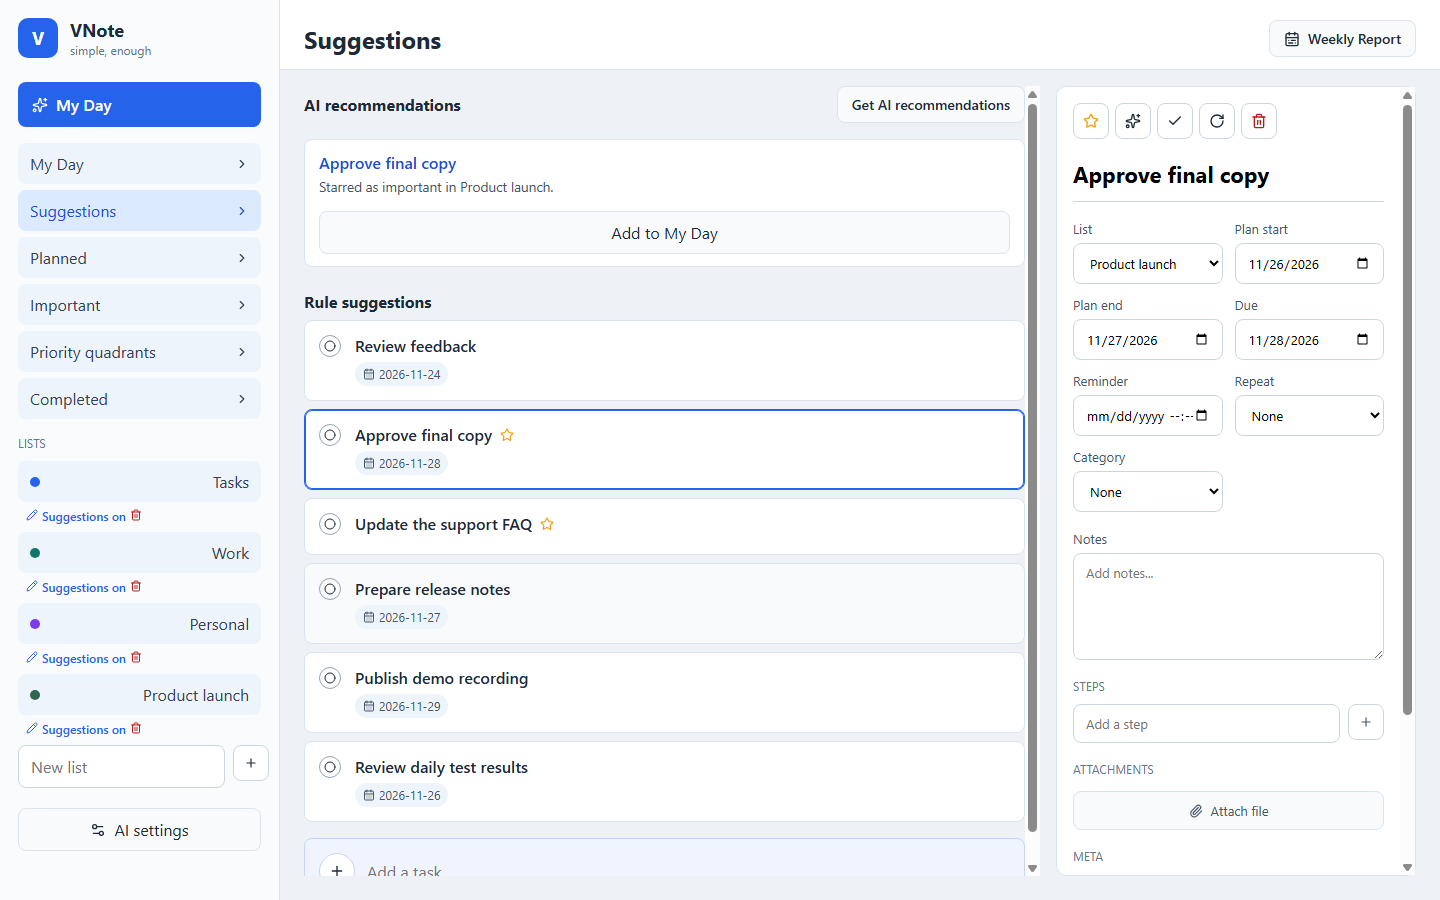 V
VNote
simple, enough
My Day
My Day
Suggestions
Planned
Important
Priority quadrants
Completed
LISTS
Tasks
Suggestions on
Work
Suggestions on
Personal
Suggestions on
Product launch
Suggestions on
New list
+
AI settings
Suggestions
Weekly Report
AI recommendations
Get AI recommendations
Approve final copy
Starred as important in Product launch.
Add to My Day
Rule suggestions
Review feedback
2026-11-24
Approve final copy
2026-11-28
Update the support FAQ
Prepare release notes
2026-11-27
Publish demo recording
2026-11-29
Review daily test results
2026-11-26
+
Add a task
Approve final copy
List
Plan start
Product launch
11/26/2026
Plan end
Due
11/27/2026
11/28/2026
Reminder
Repeat
mm/dd/yyyy --:--
None
Category
None
Notes
Add notes...
STEPS
Add a step
+
ATTACHMENTS
Attach file
META